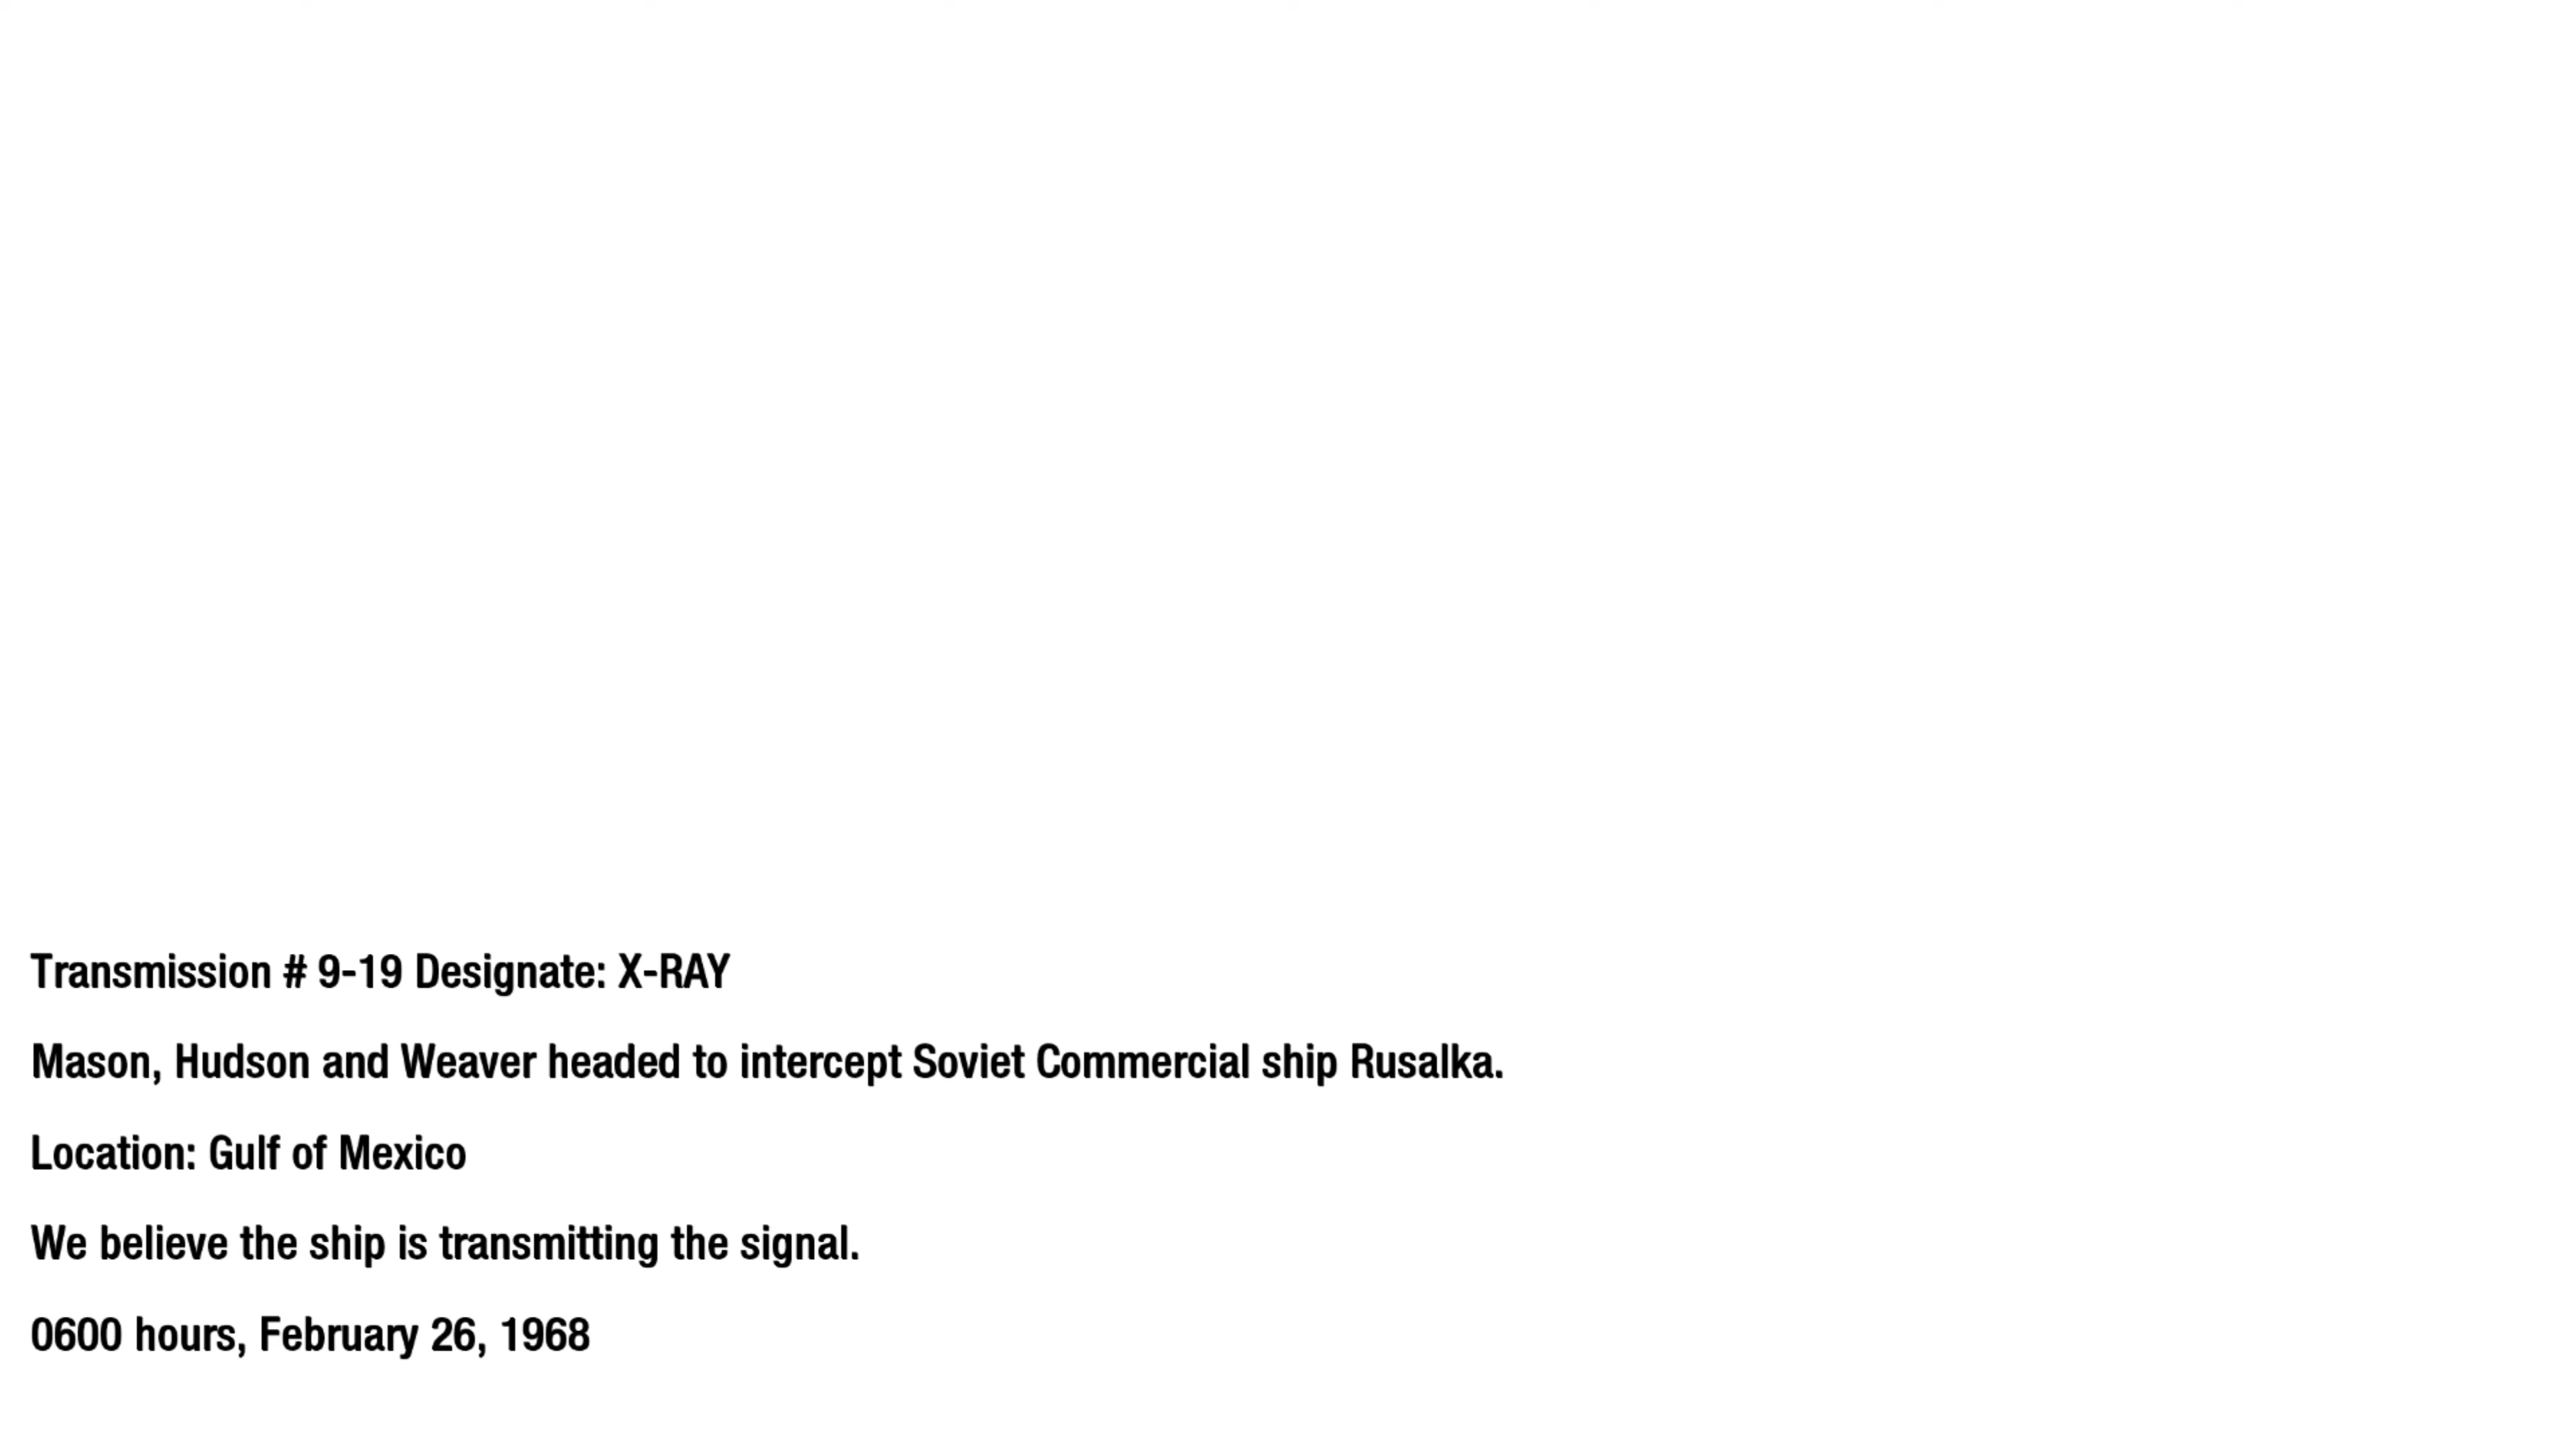 Transmission # 9-19 Designate: X-RAY
Mason, Hudson and Weaver headed to intercept Soviet Commercial ship Rusalka.
Location: Gulf of Mexico
We believe the ship is transmitting the signal.
0600 hours, February 26, 1968